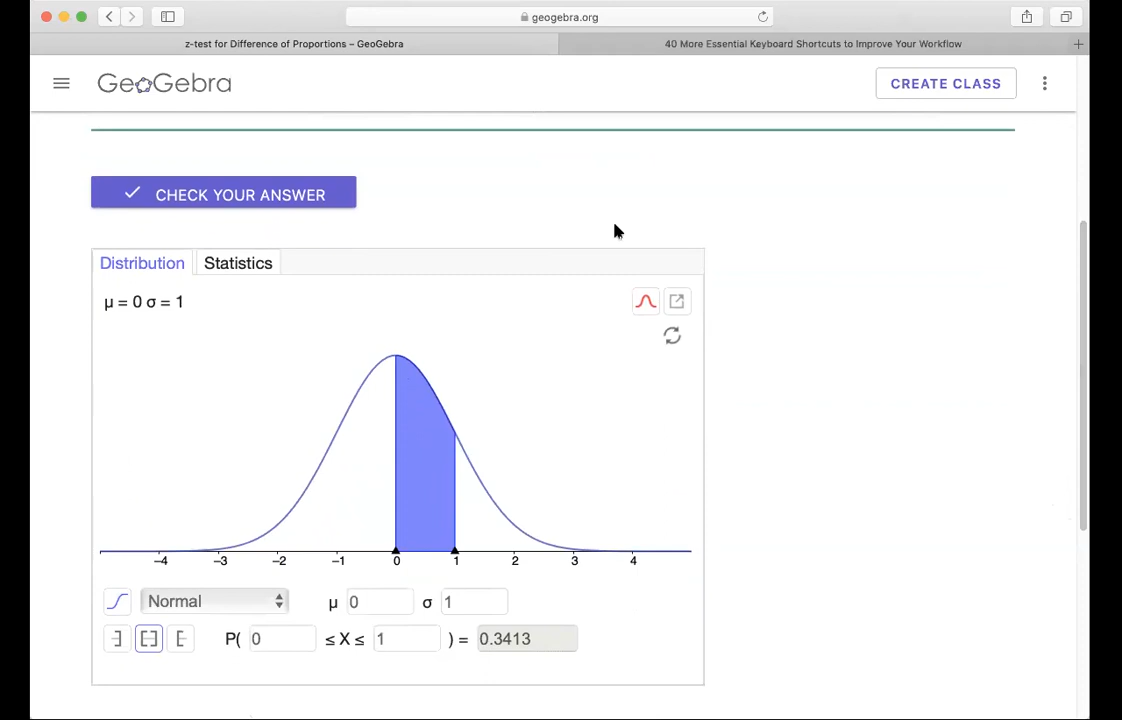 geogebra.org
z-test for Difference of Proportions – GeoGebra
40 More Essential Keyboard Shortcuts to Improve Your Workflow
GeoGebra
CREATE CLASS
CHECK YOUR ANSWER
Distribution Statistics
μ = 0 σ = 1
−4 −3 −2 −1 0 1 2 3 4
Normal μ 0 σ 1
P( 0 ≤ X ≤ 1 ) = 0.3413